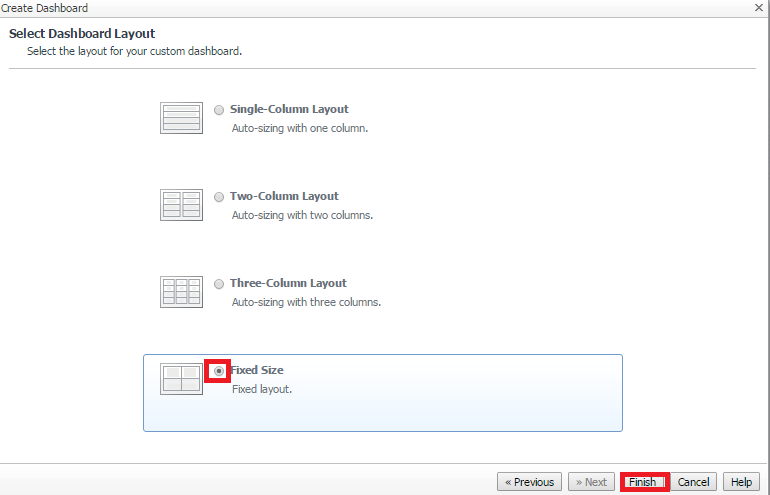 Create Dashboard
Select Dashboard Layout
Select the layout for your custom dashboard.
Single-Column Layout
Auto-sizing with one column.
Two-Column Layout
Auto-sizing with two columns.
Three-Column Layout
Auto-sizing with three columns.
Fixed Size
Fixed layout.
« Previous » Next Finish Cancel Help